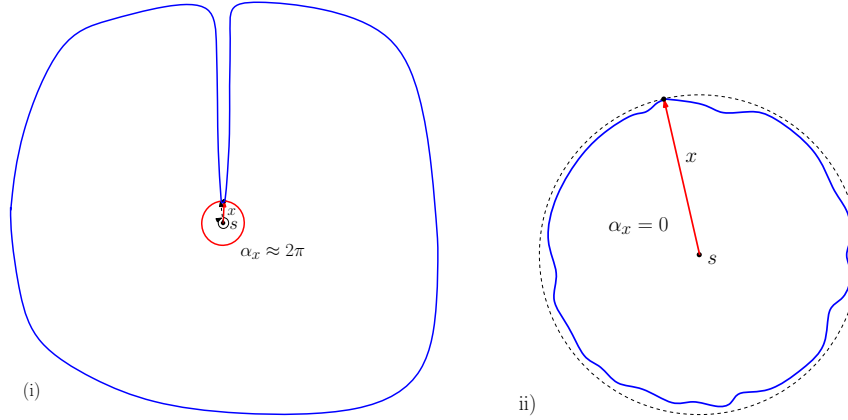 x
s
α_x ≈ 2π
(i)
x
α_x = 0
s
ii)